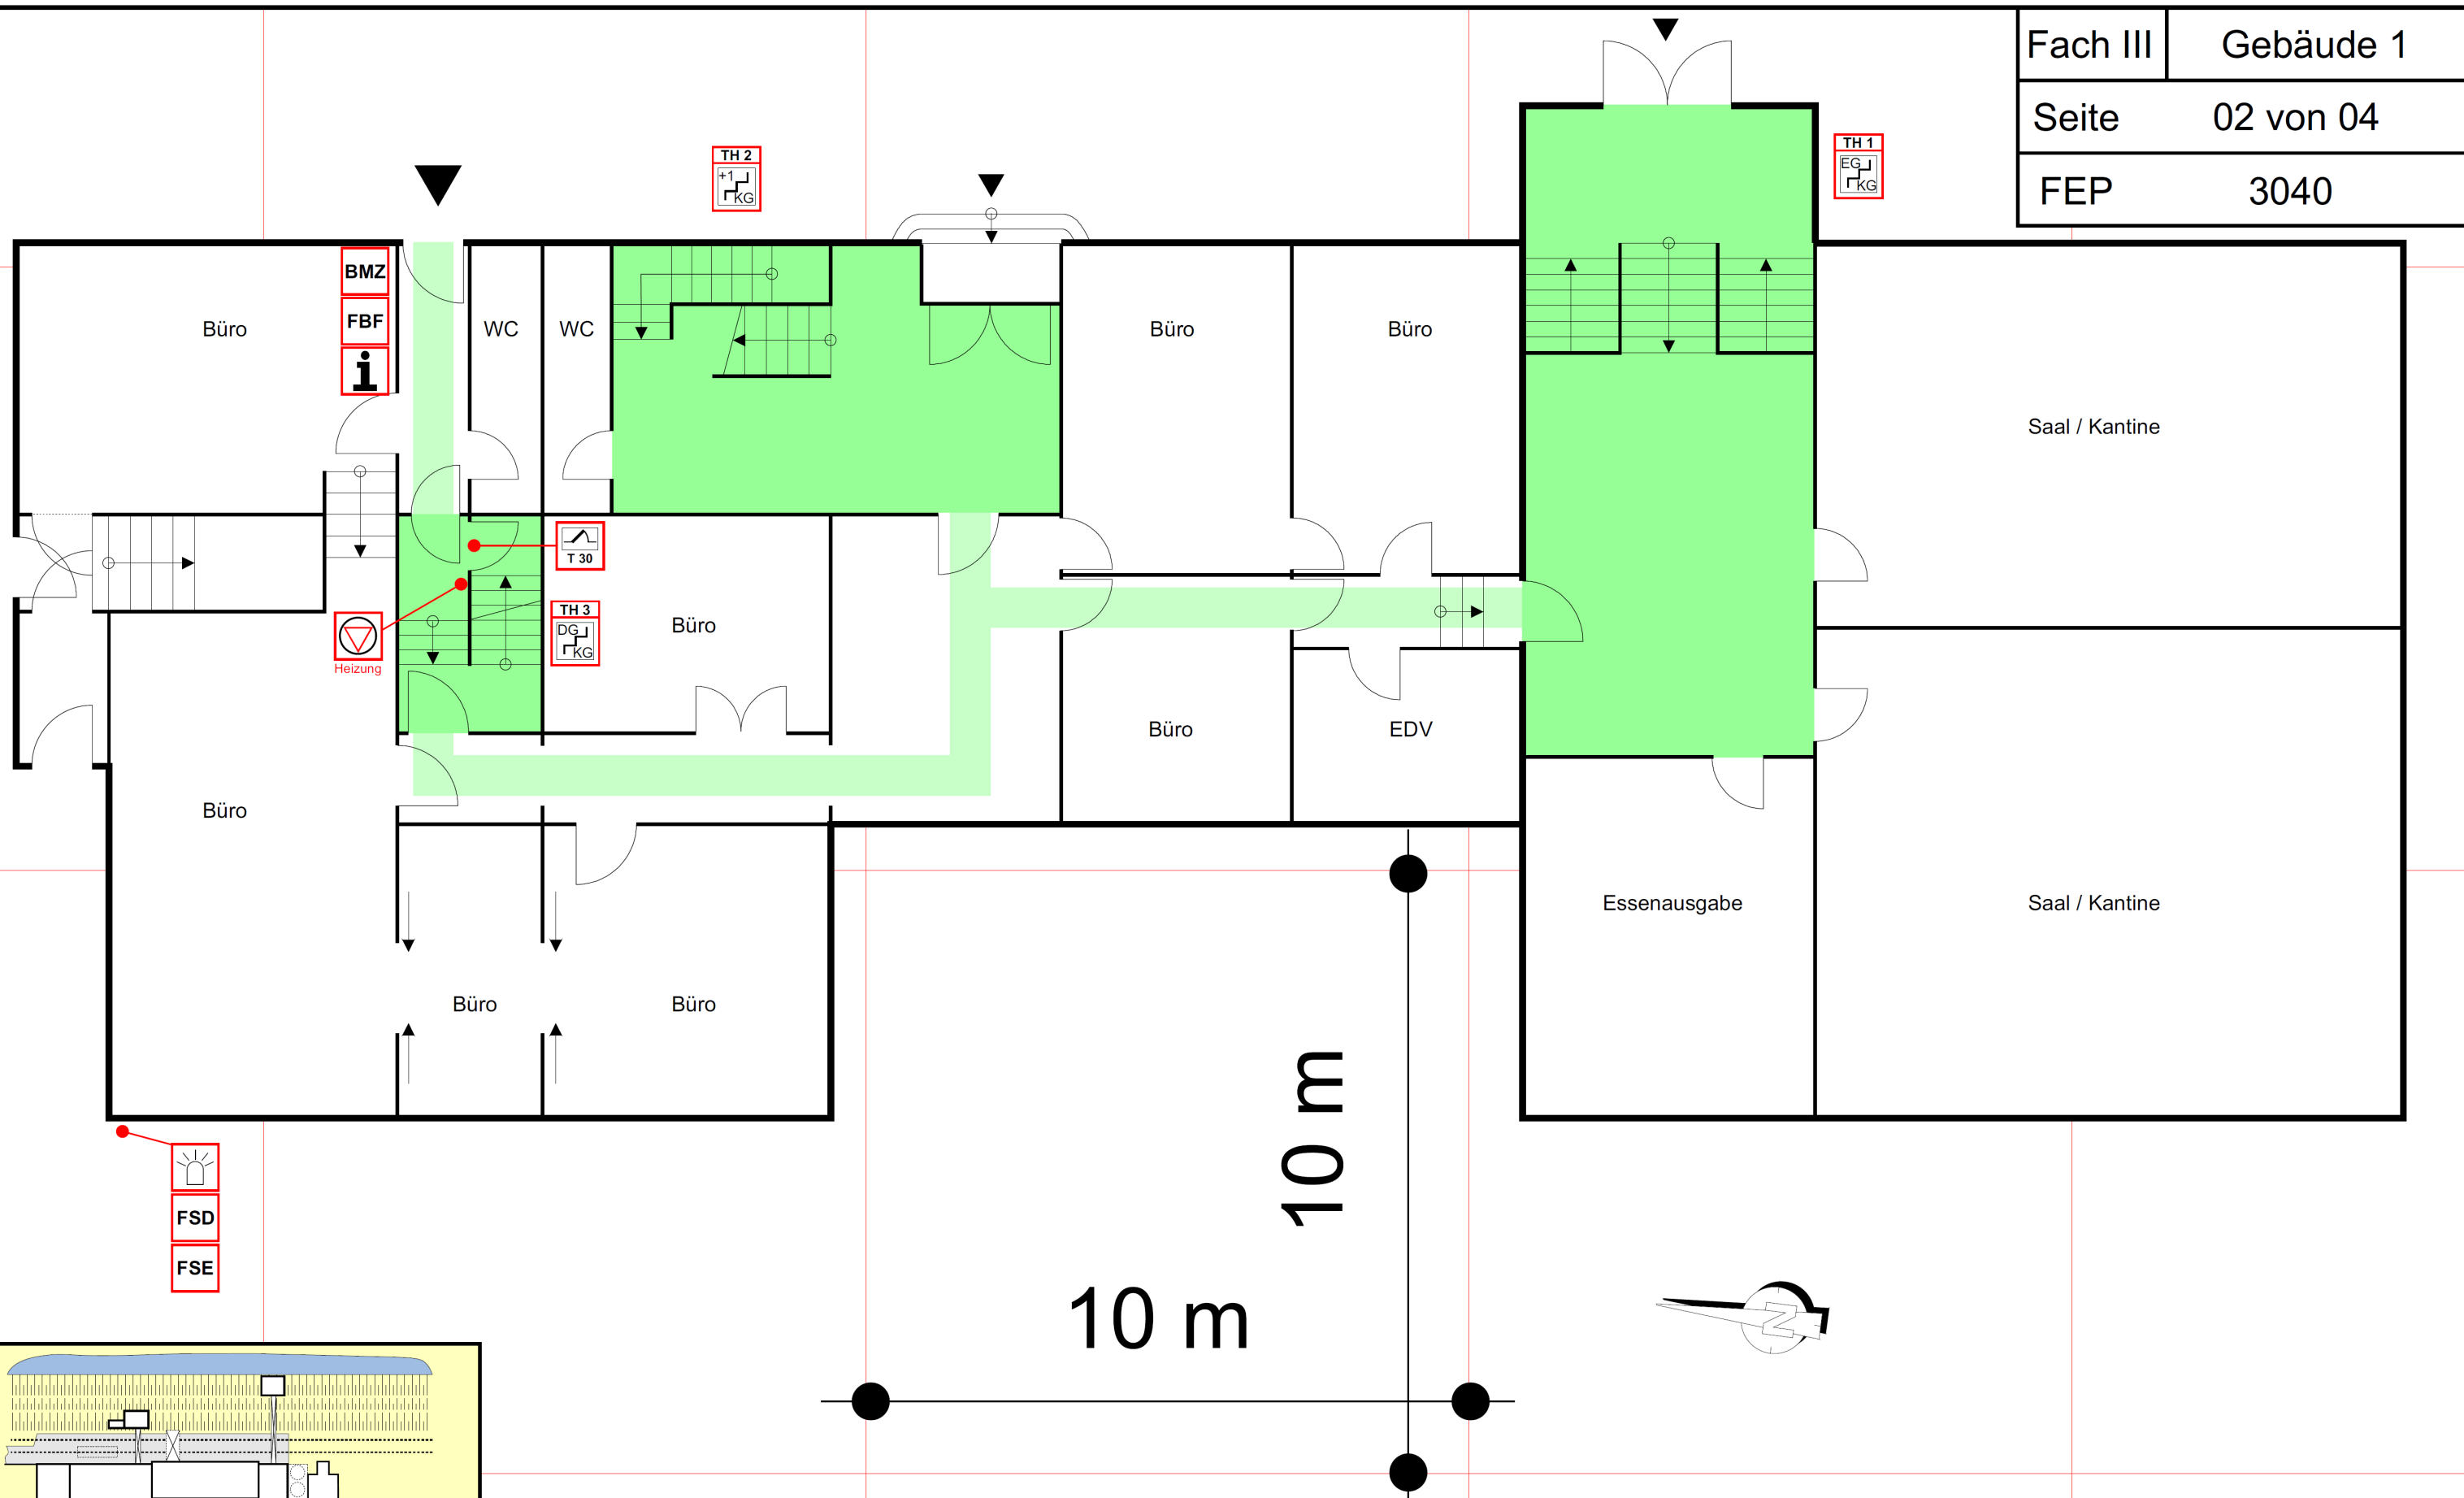 Fach III
Gebäude 1
Seite
02 von 04
FEP
3040
TH 1
EG
KG
TH 2
+1
KG
BMZ
FBF
i
Büro
WC
WC
Büro
Büro
Saal / Kantine
T 30
TH 3
DG
KG
Heizung
Büro
Büro
EDV
Büro
Essenausgabe
Saal / Kantine
Büro
Büro
10 m
FSD
FSE
10 m
N